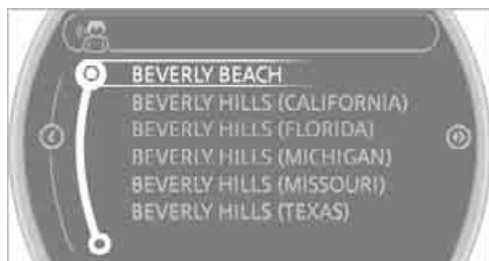 BEVERLY BEACH
BEVERLY HILLS (CALIFORNIA)
BEVERLY HILLS (FLORIDA)
BEVERLY HILLS (MICHIGAN)
BEVERLY HILLS (MISSOURI)
BEVERLY HILLS (TEXAS)